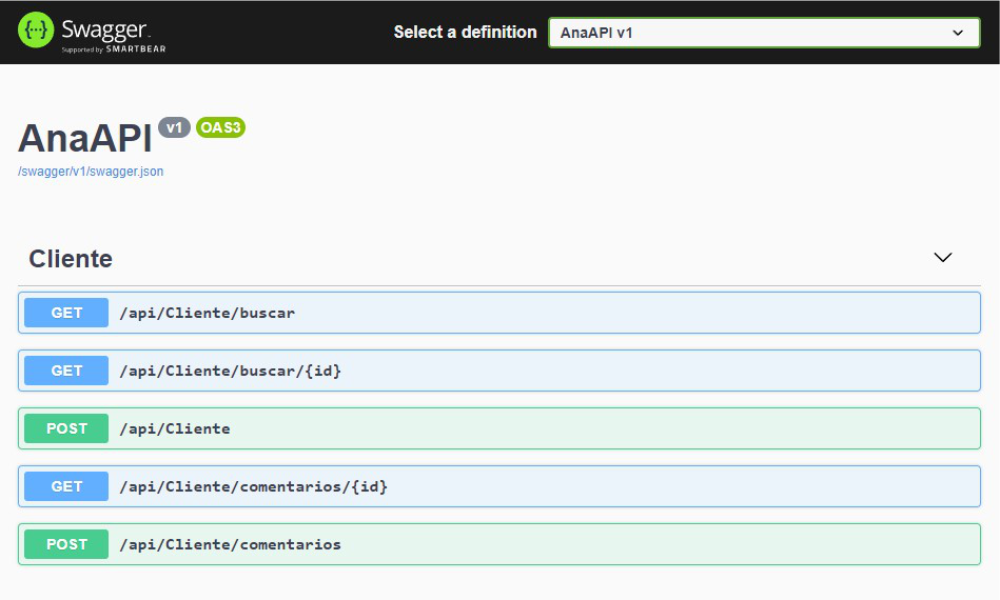 Swagger.
Supported by SMARTBEAR
Select a definition
AnaAPI v1
AnaAPI v1 OAS3
/swagger/v1/swagger.json
Cliente
GET /api/Cliente/buscar
GET /api/Cliente/buscar/{id}
POST /api/Cliente
GET /api/Cliente/comentarios/{id}
POST /api/Cliente/comentarios